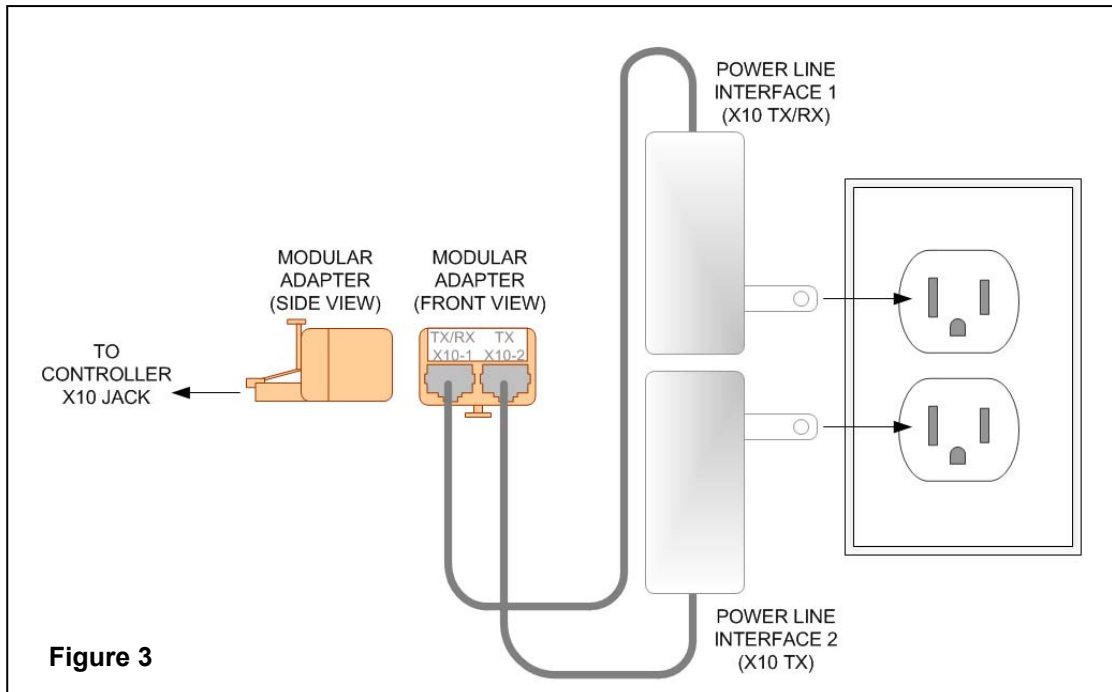 POWER LINE
INTERFACE 1
(X10 TX/RX)
MODULAR
ADAPTER
(SIDE VIEW)
MODULAR
ADAPTER
(FRONT VIEW)
TX/RX
X10-1
TX
X10-2
TO
CONTROLLER
X10 JACK
POWER LINE
INTERFACE 2
(X10 TX)
Figure 3